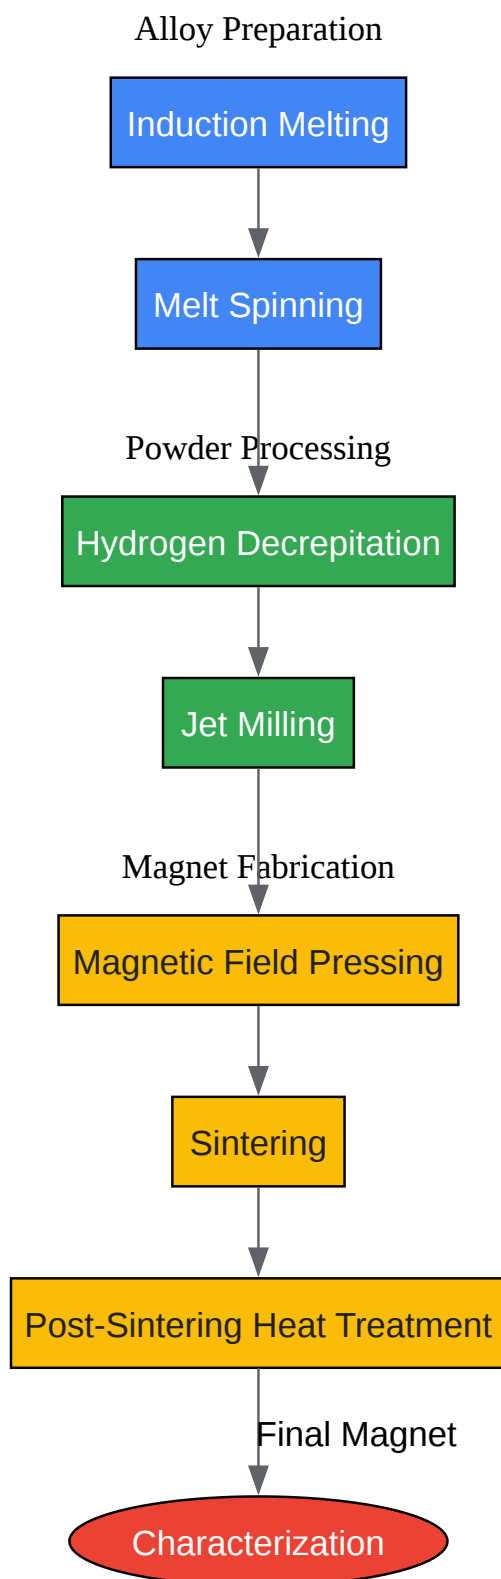 Alloy Preparation
Induction Melting
Melt Spinning
Powder Processing
Hydrogen Decrepitation
Jet Milling
Magnet Fabrication
Magnetic Field Pressing
Sintering
Post-Sintering Heat Treatment
Final Magnet
Characterization